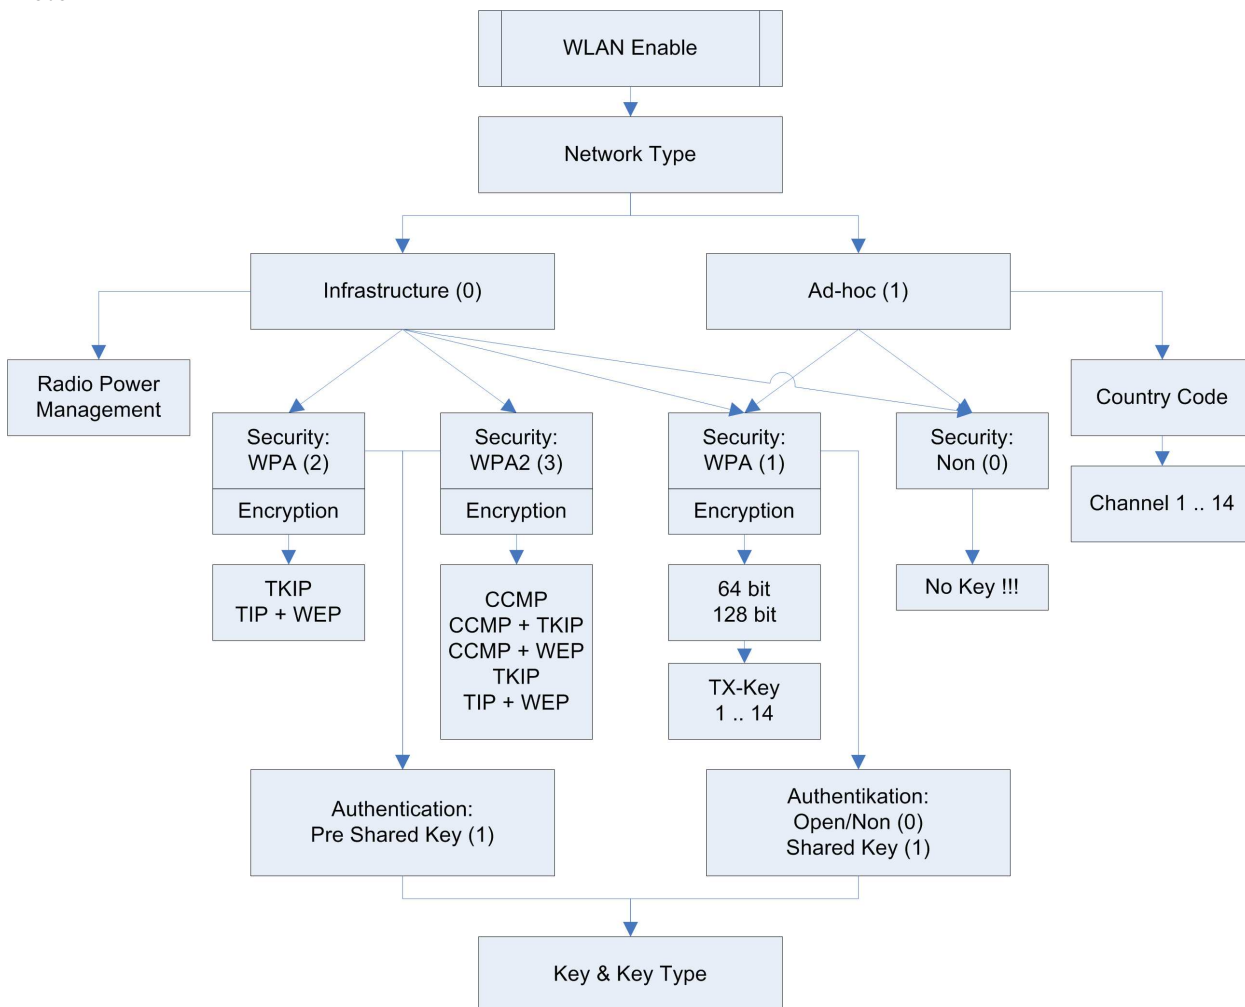 WLAN Enable
Network Type
Infrastructure (0)
Ad-hoc (1)
Radio Power
Management
Country Code
Security:
WPA (2)
Security:
WPA2 (3)
Security:
WPA (1)
Security:
Non (0)
Channel 1 .. 14
Encryption
Encryption
Encryption
TKIP
TIP + WEP
CCMP
CCMP + TKIP
CCMP + WEP
TKIP
TIP + WEP
64 bit
128 bit
No Key !!!
TX-Key
1 .. 14
Authentication:
Pre Shared Key (1)
Authentikation:
Open/Non (0)
Shared Key (1)
Key & Key Type